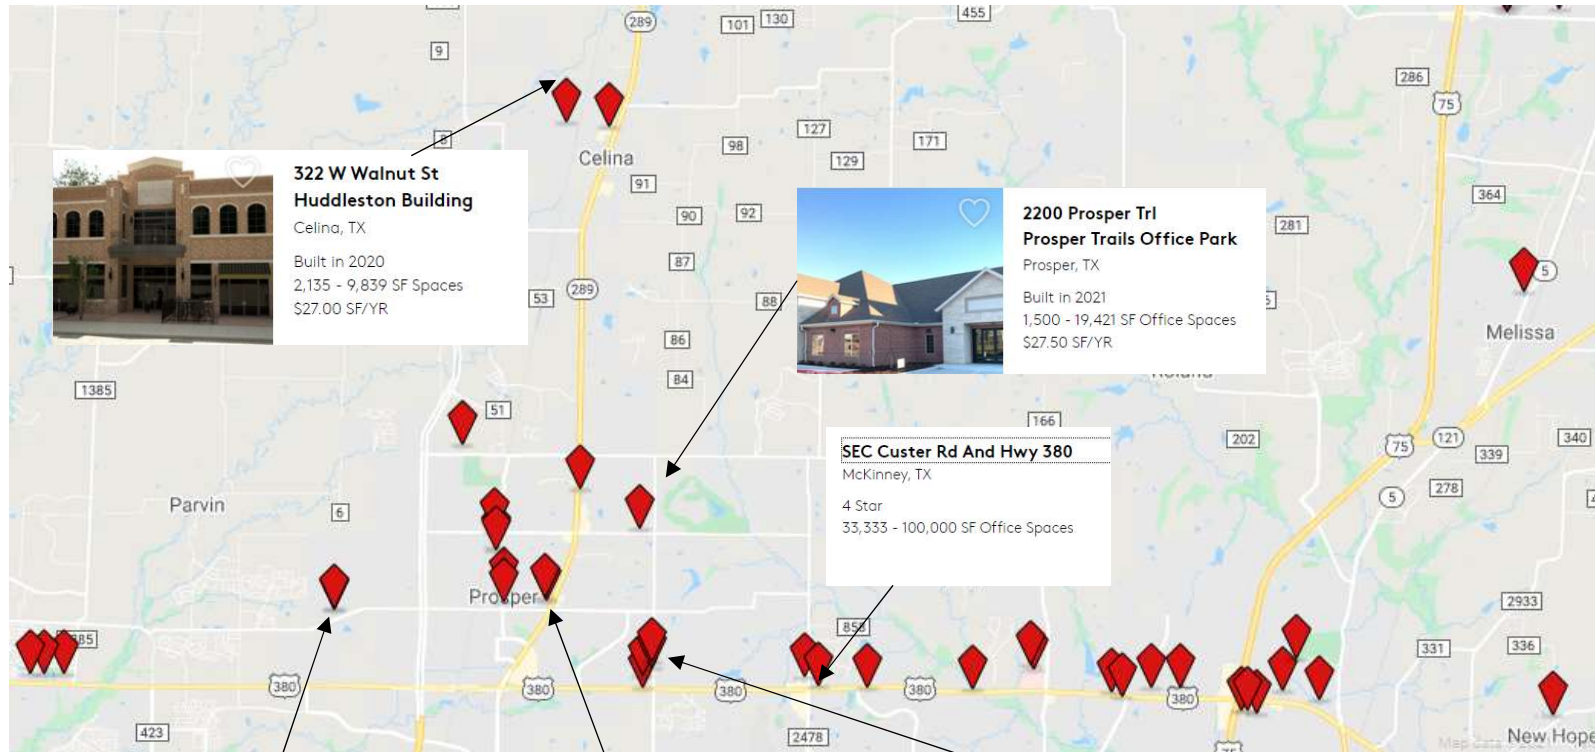 289
101
130
455
9
286
75
8
127
171
98
129
Celina
91
364
322 W Walnut St
Huddleston Building
Celina, TX
Built in 2020
2,135 - 9,839 SF Spaces
$27.00 SF/YR
90
92
281
2200 Prosper Trl
Prosper Trails Office Park
Prosper, TX
Built in 2021
1,500 - 19,421 SF Office Spaces
$27.50 SF/YR
87
5
53
289
88
86
Melissa
84
1385
51
166
202
75
121
339
340
SEC Custer Rd And Hwy 380
McKinney, TX
4 Star
33,333 - 100,000 SF Office Spaces
Parvin
6
5
278
Prosper
2933
858
331
336
380
380
380
380
380
423
2478
75
New Hope